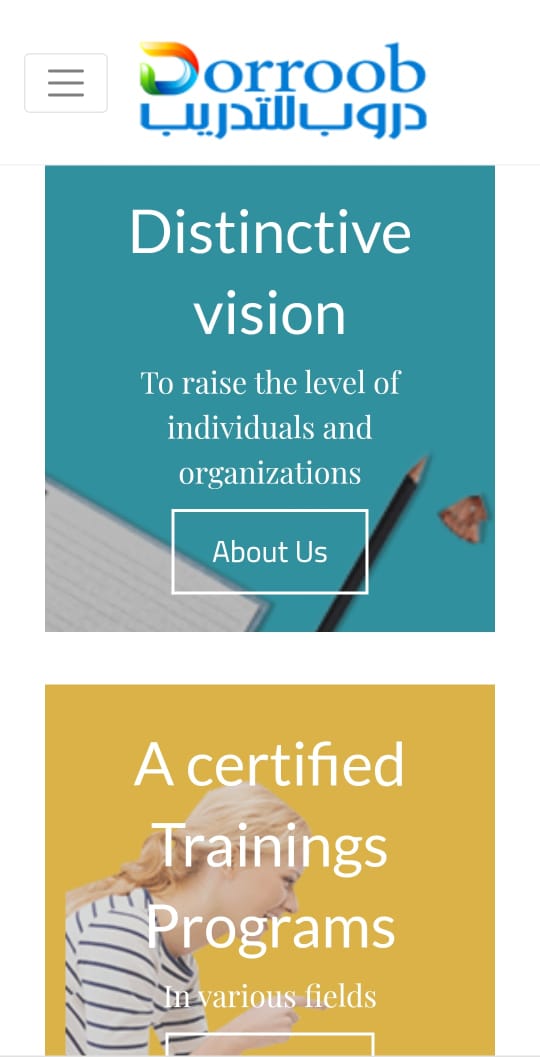 Dorroob
دروب للتدريب
Distinctive
vision
To raise the level of
individuals and
organizations
About Us
A certified
Trainings
Programs
In various fields